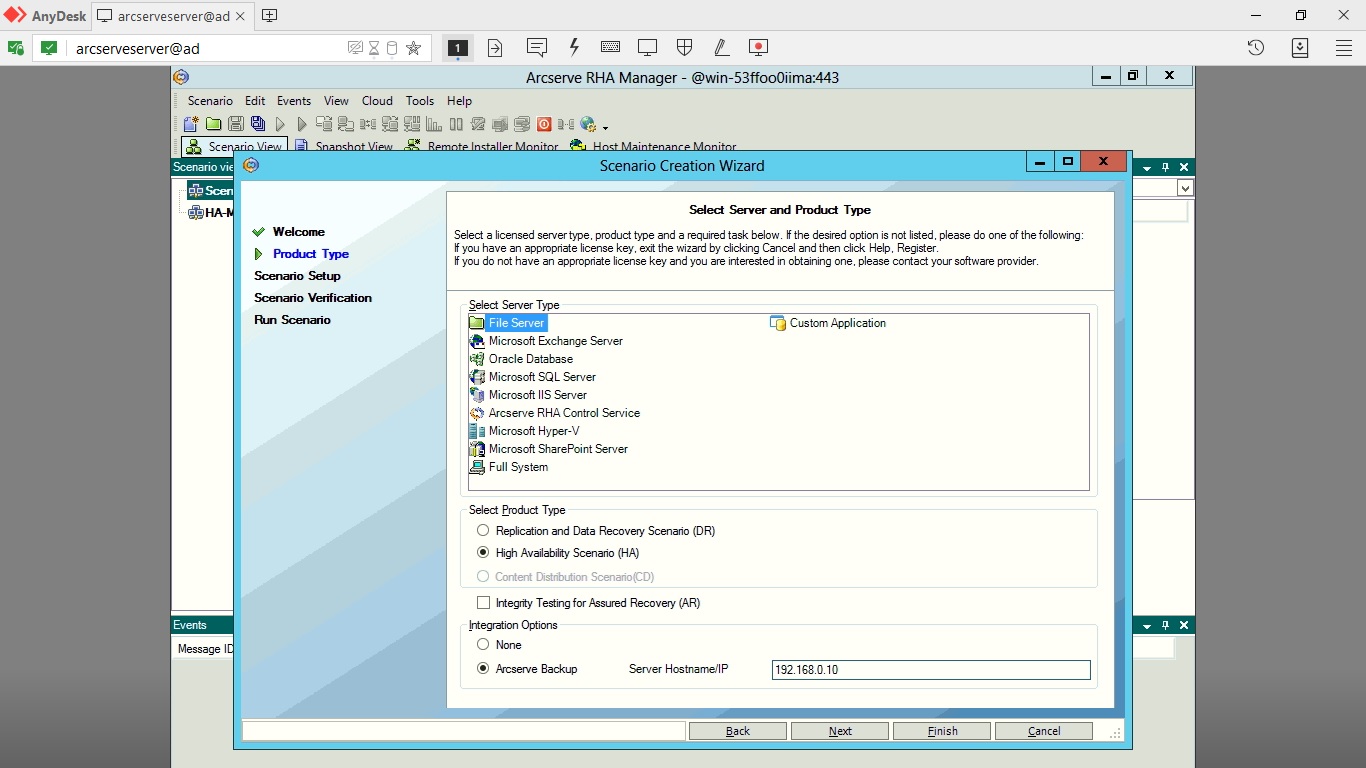 AnyDesk arcserveserver@ad
arcserveserver@ad 1
Arcserve RHA Manager - @win-53ffoo0iima:443
Scenario Edit Events View Cloud Tools Help
Scenario View Snapshot View Remote Installer Monitor Host Maintenance Monitor
Scenario vie
Scen
HA-M
Scenario Creation Wizard
Welcome
Product Type
Scenario Setup
Scenario Verification
Run Scenario
Select Server and Product Type
Select a licensed server type, product type and a required task below. If the desired option is not listed, please do one of the following:
If you have an appropriate license key, exit the wizard by clicking Cancel and then click Help, Register.
If you do not have an appropriate license key and you are interested in obtaining one, please contact your software provider.
Select Server Type
File Server Custom Application
Microsoft Exchange Server
Oracle Database
Microsoft SQL Server
Microsoft IIS Server
Arcserve RHA Control Service
Microsoft Hyper-V
Microsoft SharePoint Server
Full System
Select Product Type
Replication and Data Recovery Scenario (DR)
High Availability Scenario (HA)
Content Distribution Scenario(CD)
Integrity Testing for Assured Recovery (AR)
Integration Options
None
Arcserve Backup Server Hostname/IP 192.168.0.10
Events
Message ID
Back Next Finish Cancel